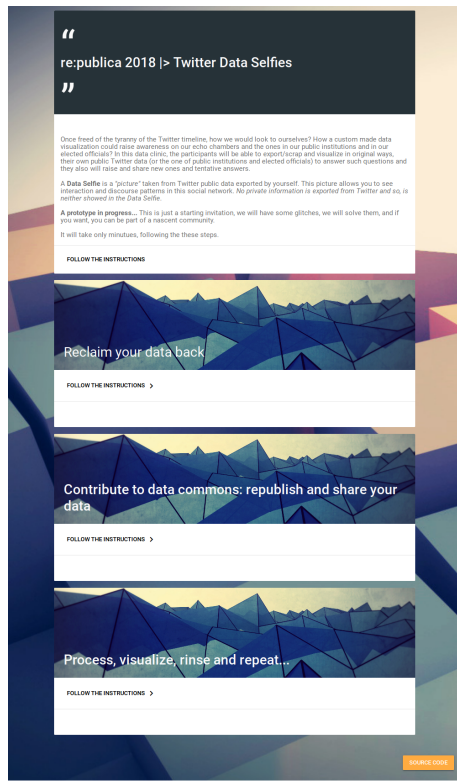 “
re:publica 2018 |> Twitter Data Selfies
”
Once freed of the tyranny of the Twitter timeline, how we would look to ourselves? How a custom made data
visualization could raise awareness on our echo chambers and the ones in our public institutions and in our
elected officials? In this data clinic, the participants will be able to export/scrap and visualize in original ways,
their own public Twitter data (or the one of public institutions and elected officials) to answer such questions and
they also will raise and share new ones and tentative answers.
A Data Selfie is a "picture" taken from Twitter public data exported by yourself. This picture allows you to see
interaction and discourse patterns in this social network. No private information is exported from Twitter and so, is
neither showed in the Data Selfie.
A prototype in progress... This is just a starting invitation, we will have some glitches, we will solve them, and if
you want, you can be part of a nascent community.
It will take only minutues, following the these steps.
FOLLOW THE INSTRUCTIONS
Reclaim your data back
FOLLOW THE INSTRUCTIONS >
Contribute to data commons: republish and share your
data
FOLLOW THE INSTRUCTIONS >
Process, visualize, rinse and repeat...
FOLLOW THE INSTRUCTIONS >
SOURCE CODE